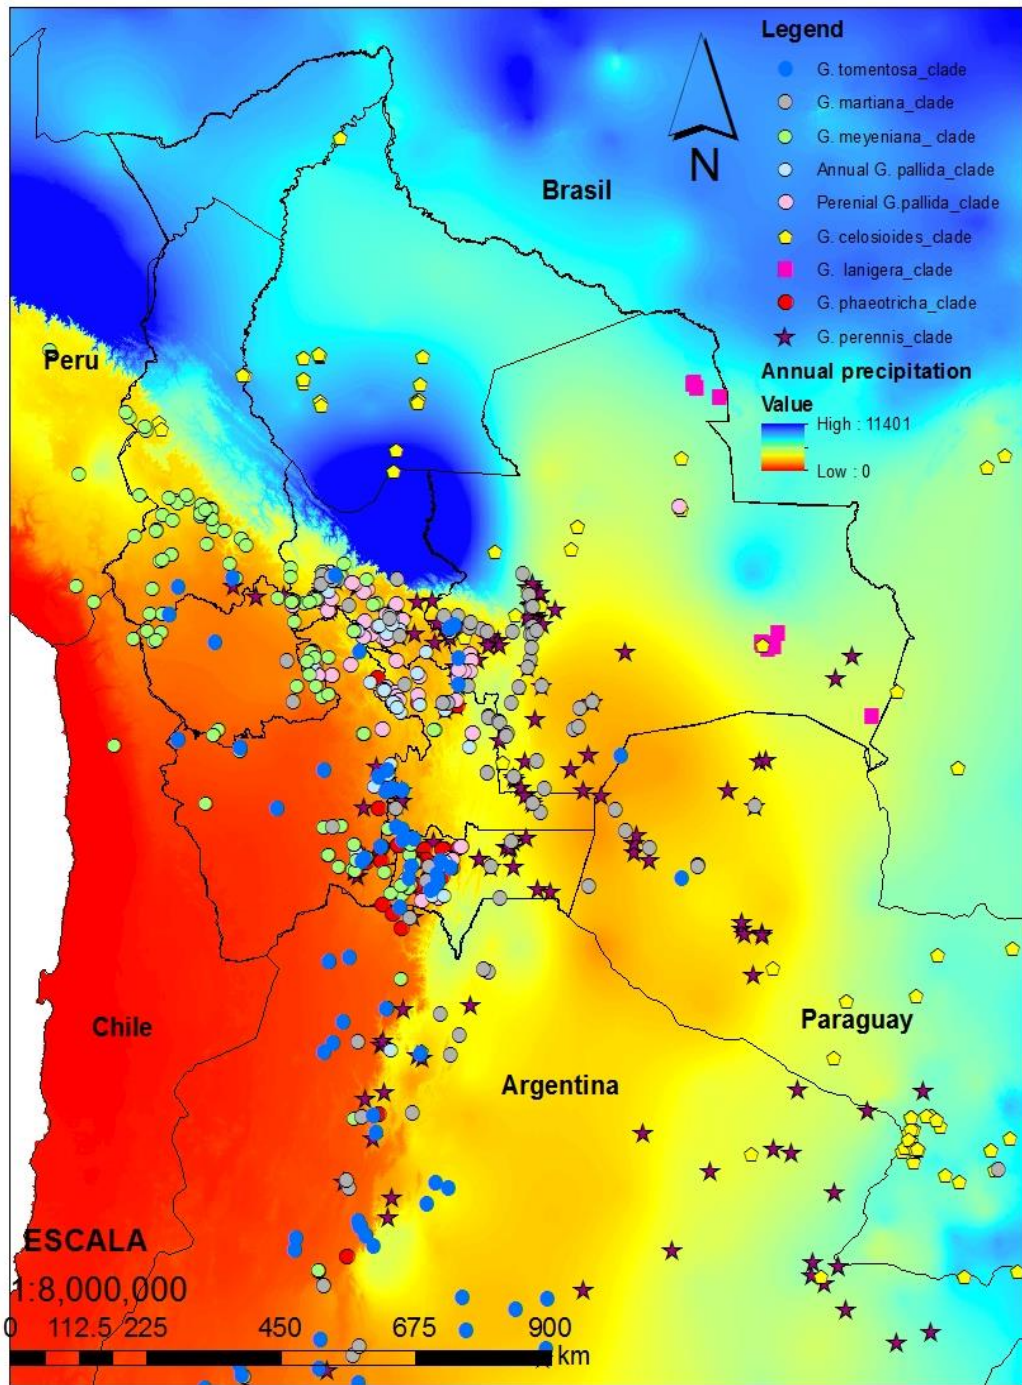 Legend
G. tomentosa_clade
G. martiana_clade
G. meyeniana_ clade
Annual G. pallida_clade
Perenial G.pallida_clade
G. celosioides_clade
G. lanigera_clade
G. phaeotricha_clade
G. perennis_clade
Annual precipitation
Value
High : 11401
Low : 0
N
Brasil
Peru
Chile
Paraguay
Argentina
ESCALA
1:8,000,000
0 112.5 225 450 675 900
km